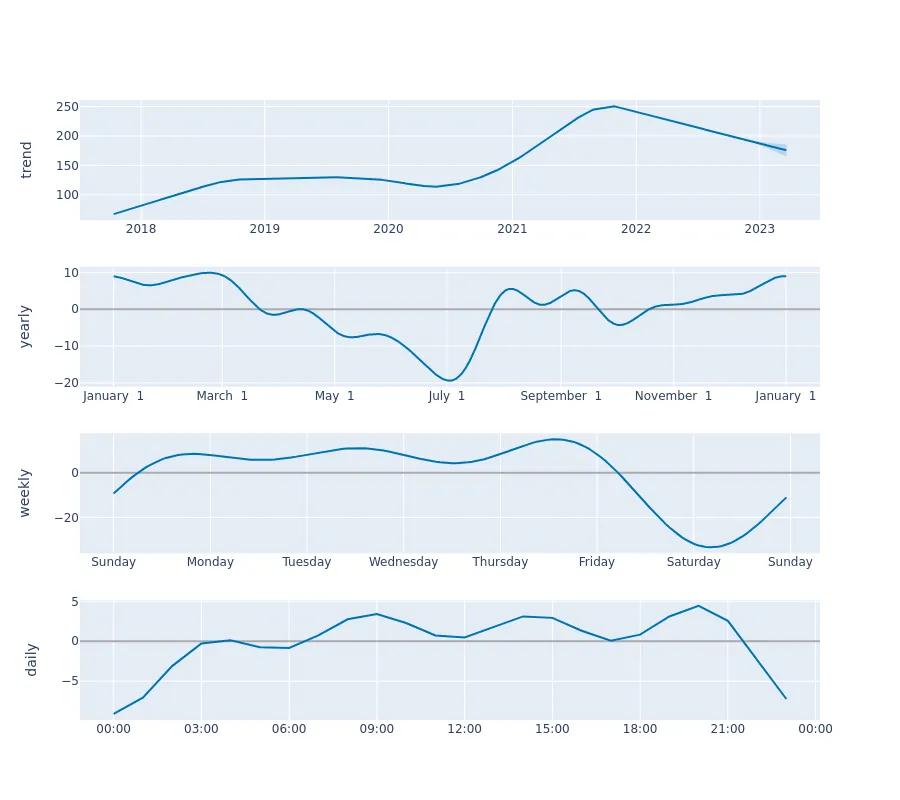 trend
250
200
150
100
2018 2019 2020 2021 2022 2023
yearly
10
0
−10
−20
January 1 March 1 May 1 July 1 September 1 November 1 January 1
weekly
0
−20
Sunday Monday Tuesday Wednesday Thursday Friday Saturday Sunday
daily
5
0
−5
00:00 03:00 06:00 09:00 12:00 15:00 18:00 21:00 00:00